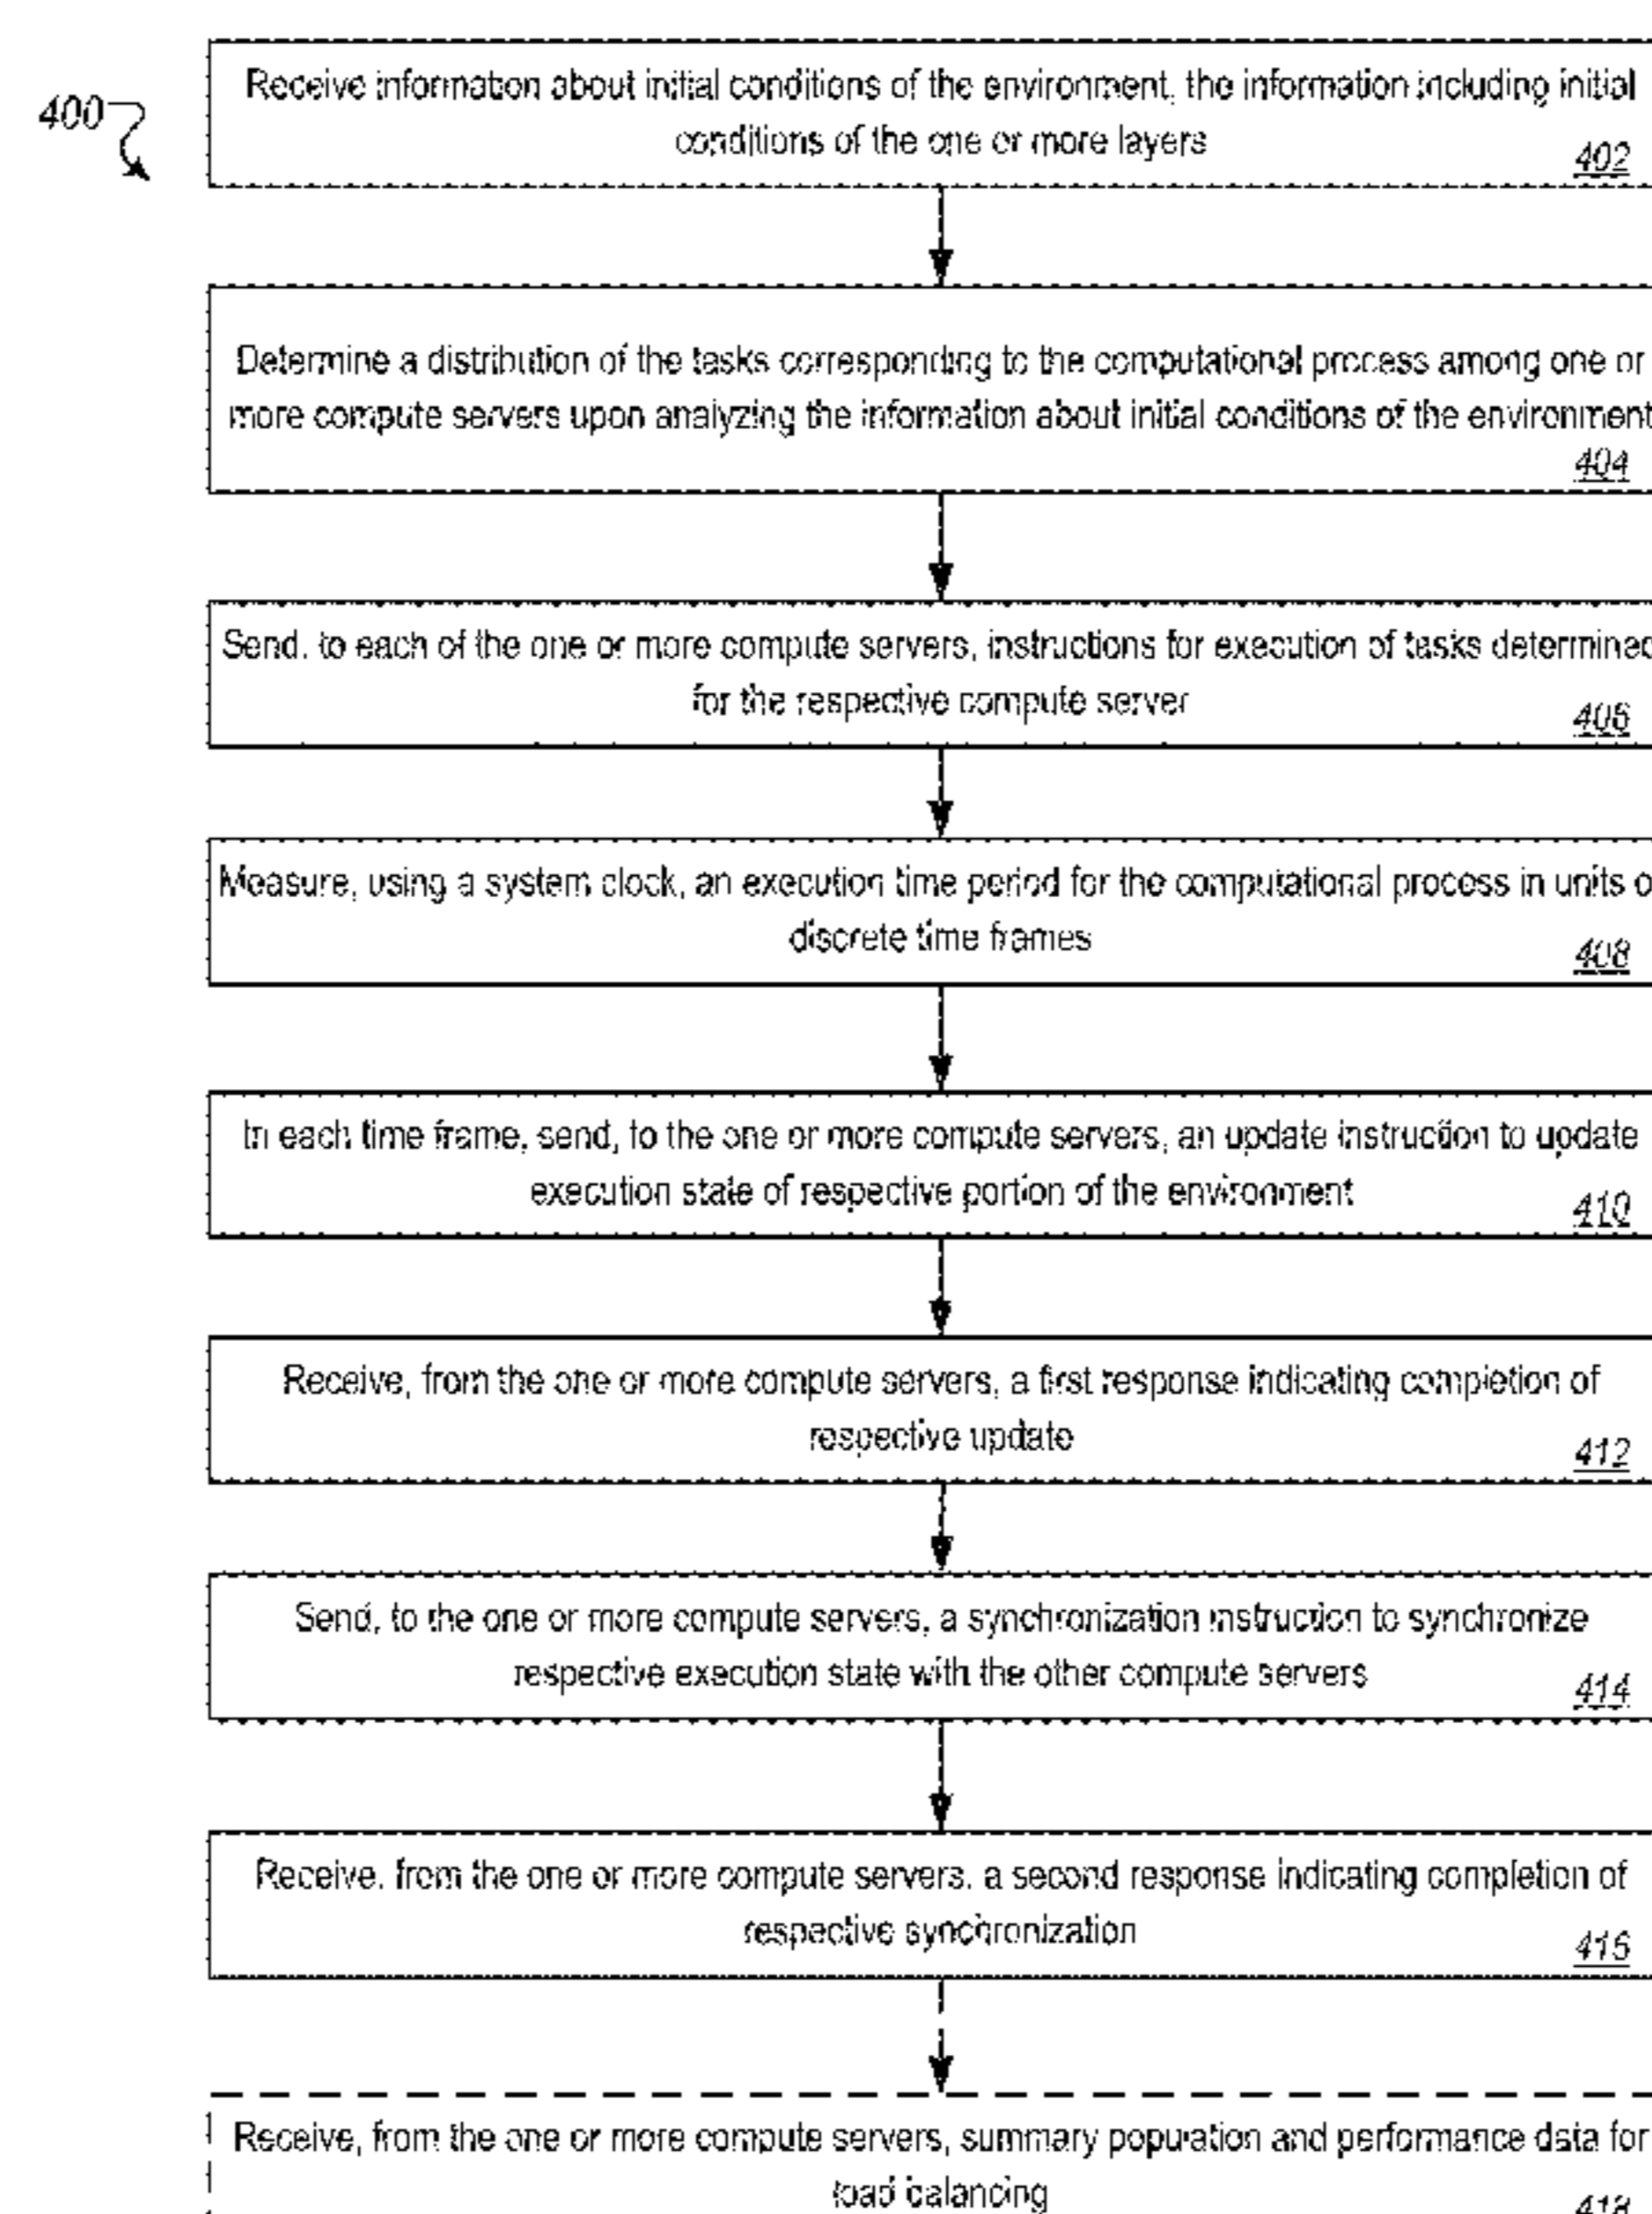 400
Receive information about initial conditions of the environment, the information including initial
conditions of the one or more layers
402
Determine a distribution of the tasks corresponding to the computational process among one or
more compute servers upon analyzing the information about initial conditions of the environment
404
Send, to each of the one or more compute servers, instructions for execution of tasks determined
for the respective compute server
406
Measure, using a system clock, an execution time period for the computational process in units o
discrete time frames
408
In each time frame, send, to the one or more compute servers, an update instruction to update
execution state of respective portion of the environment
410
Receive, from the one or more compute servers, a first response indicating completion of
respective update
412
Send, to the one or more compute servers, a synchronization instruction to synchronize
respective execution state with the other compute servers
414
Receive, from the one or more compute servers, a second response indicating completion of
respective synchronization
416
Receive, from the one or more compute servers, summary population and performance data for
load balancing
418